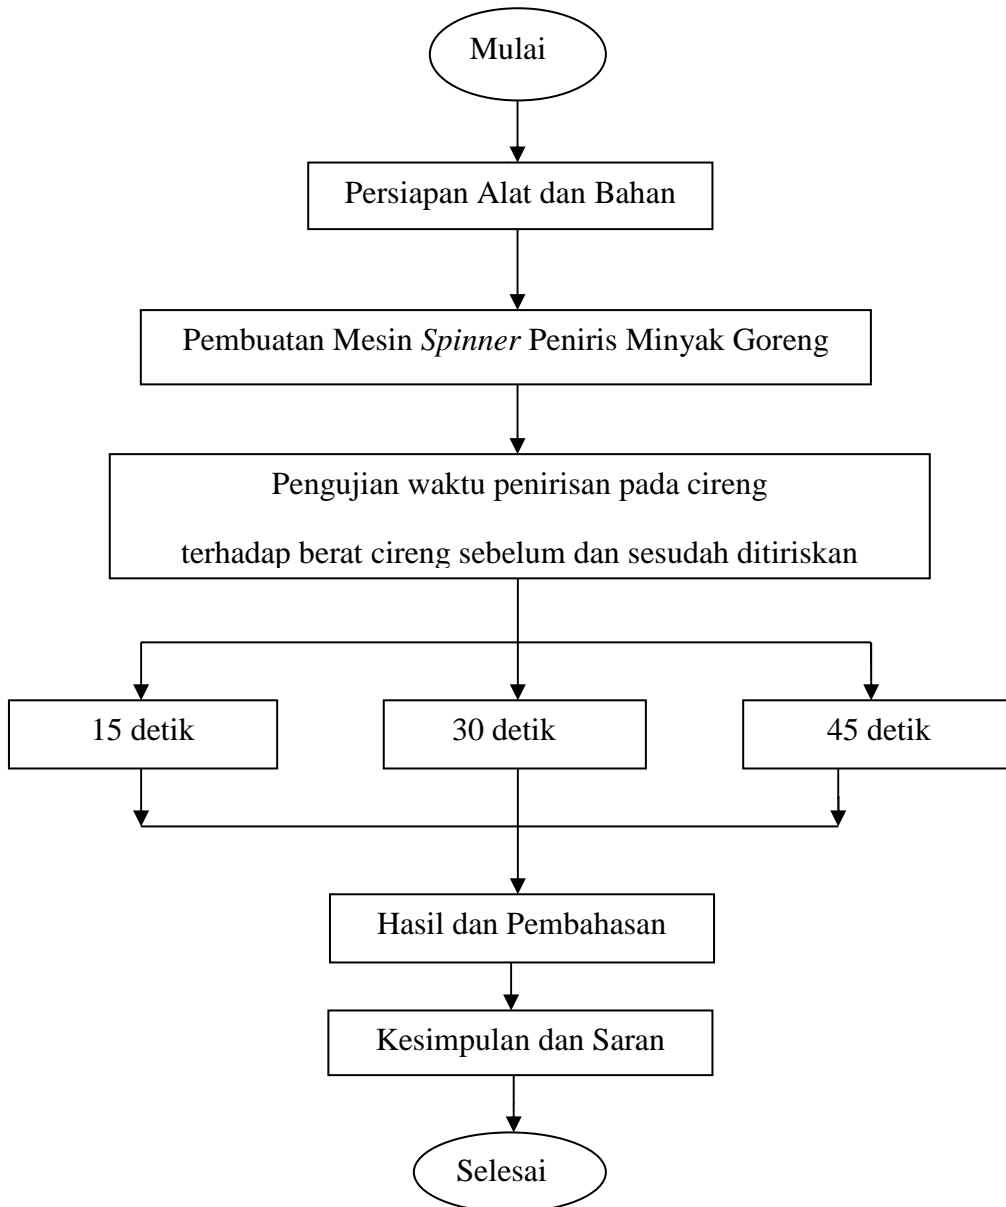 Mulai
Persiapan Alat dan Bahan
Pembuatan Mesin Spinner Peniris Minyak Goreng
Pengujian waktu penirisan pada cireng
terhadap berat cireng sebelum dan sesudah ditiriskan
15 detik
30 detik
45 detik
Hasil dan Pembahasan
Kesimpulan dan Saran
Selesai